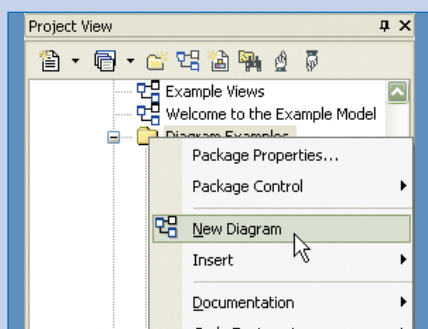 Project View
Example Views
Welcome to the Example Model
Diagram Examples
Package Properties...
Package Control
New Diagram
Insert
Documentation